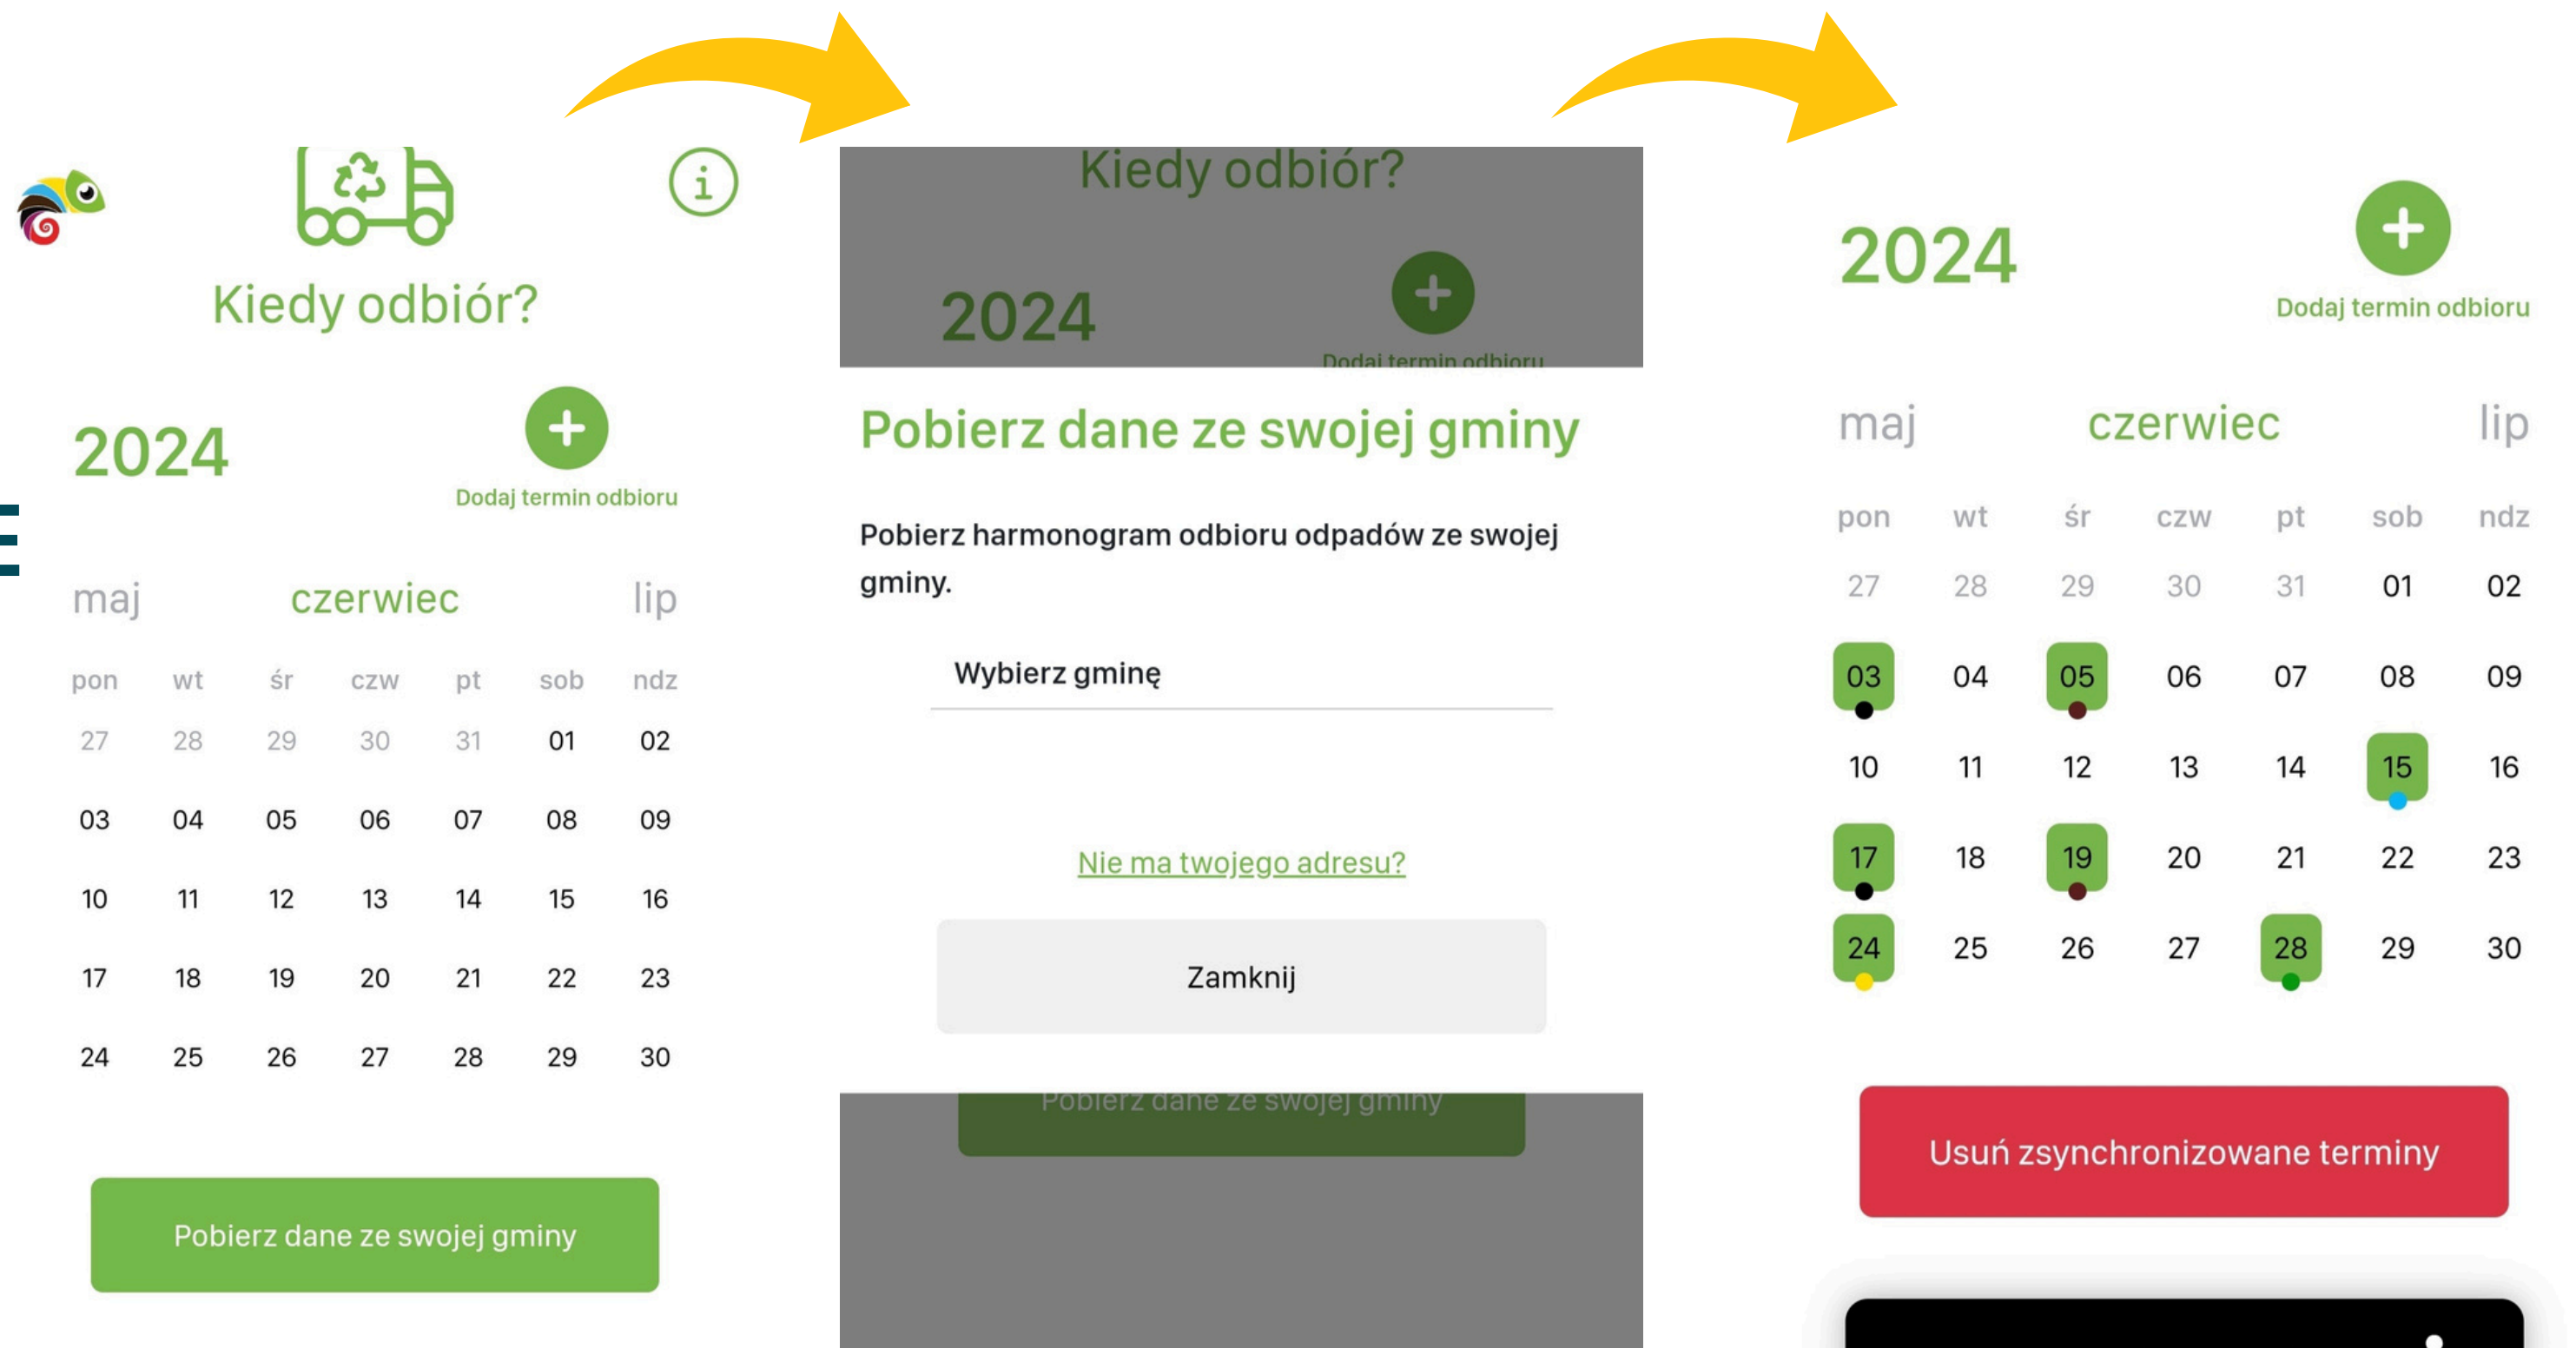 Kiedy odbiór?
2024
Dodaj termin odbioru
maj czerwiec lip
pon wt śr czw pt sob ndz
27 28 29 30 31 01 02
03 04 05 06 07 08 09
10 11 12 13 14 15 16
17 18 19 20 21 22 23
24 25 26 27 28 29 30
Pobierz dane ze swojej gminy
Kiedy odbiór?
2024
Dodaj termin odbioru
Pobierz dane ze swojej gminy
Pobierz harmonogram odbioru odpadów ze swojej
gminy.
Wybierz gminę
Nie ma twojego adresu?
Zamknij
Pobierz dane ze swojej gminy
2024
Dodaj termin odbioru
maj czerwiec lip
pon wt śr czw pt sob ndz
27 28 29 30 31 01 02
03 04 05 06 07 08 09
10 11 12 13 14 15 16
17 18 19 20 21 22 23
24 25 26 27 28 29 30
Usuń zsynchronizowane terminy